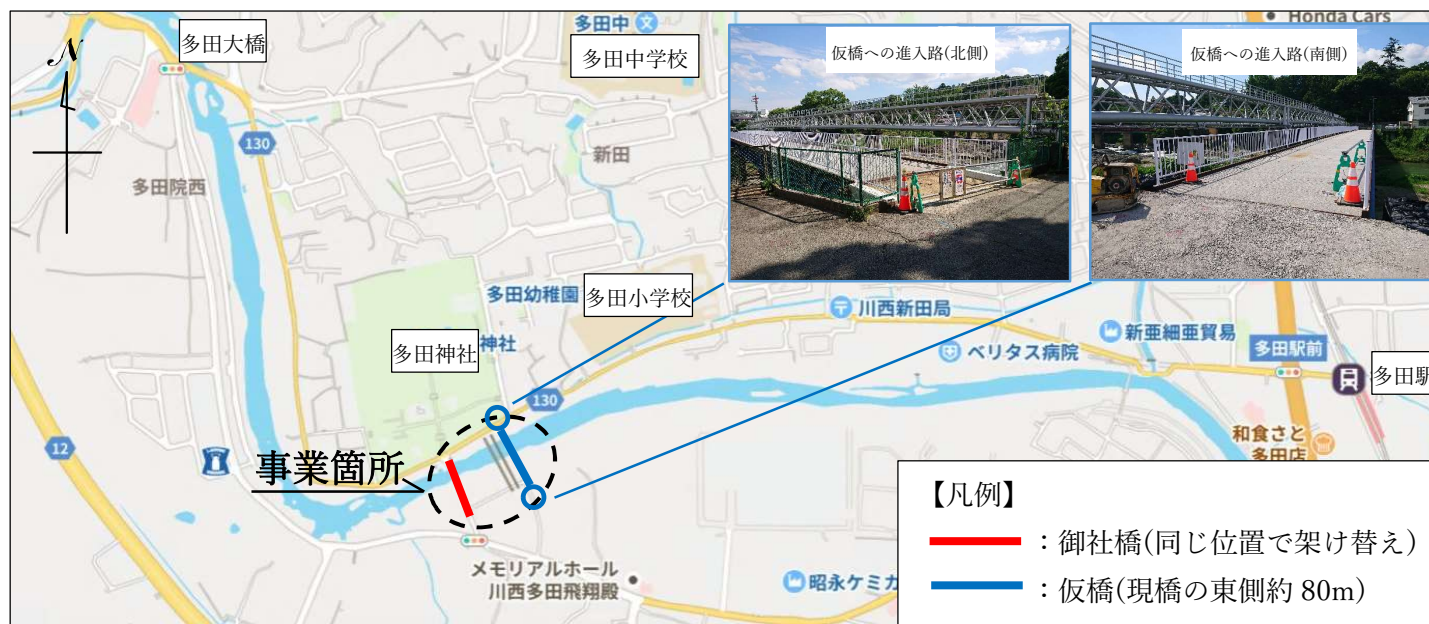 多田大橋
N
多田中
多田中学校
Honda Cars
仮橋への進入路(北側)
仮橋への進入路(南側)
130
新田
多田院西
多田幼稚園
多田小学校
川西新田局
新亜細亜貿易
多田神社
神社
ベリタス病院
多田駅前
多田駅
130
12
和食さと
多田店
事業箇所
メモリアルホール
川西多田飛翔殿
昭永ケミカ
【凡例】
：御社橋(同じ位置で架け替え)
：仮橋(現橋の東側約 80m)